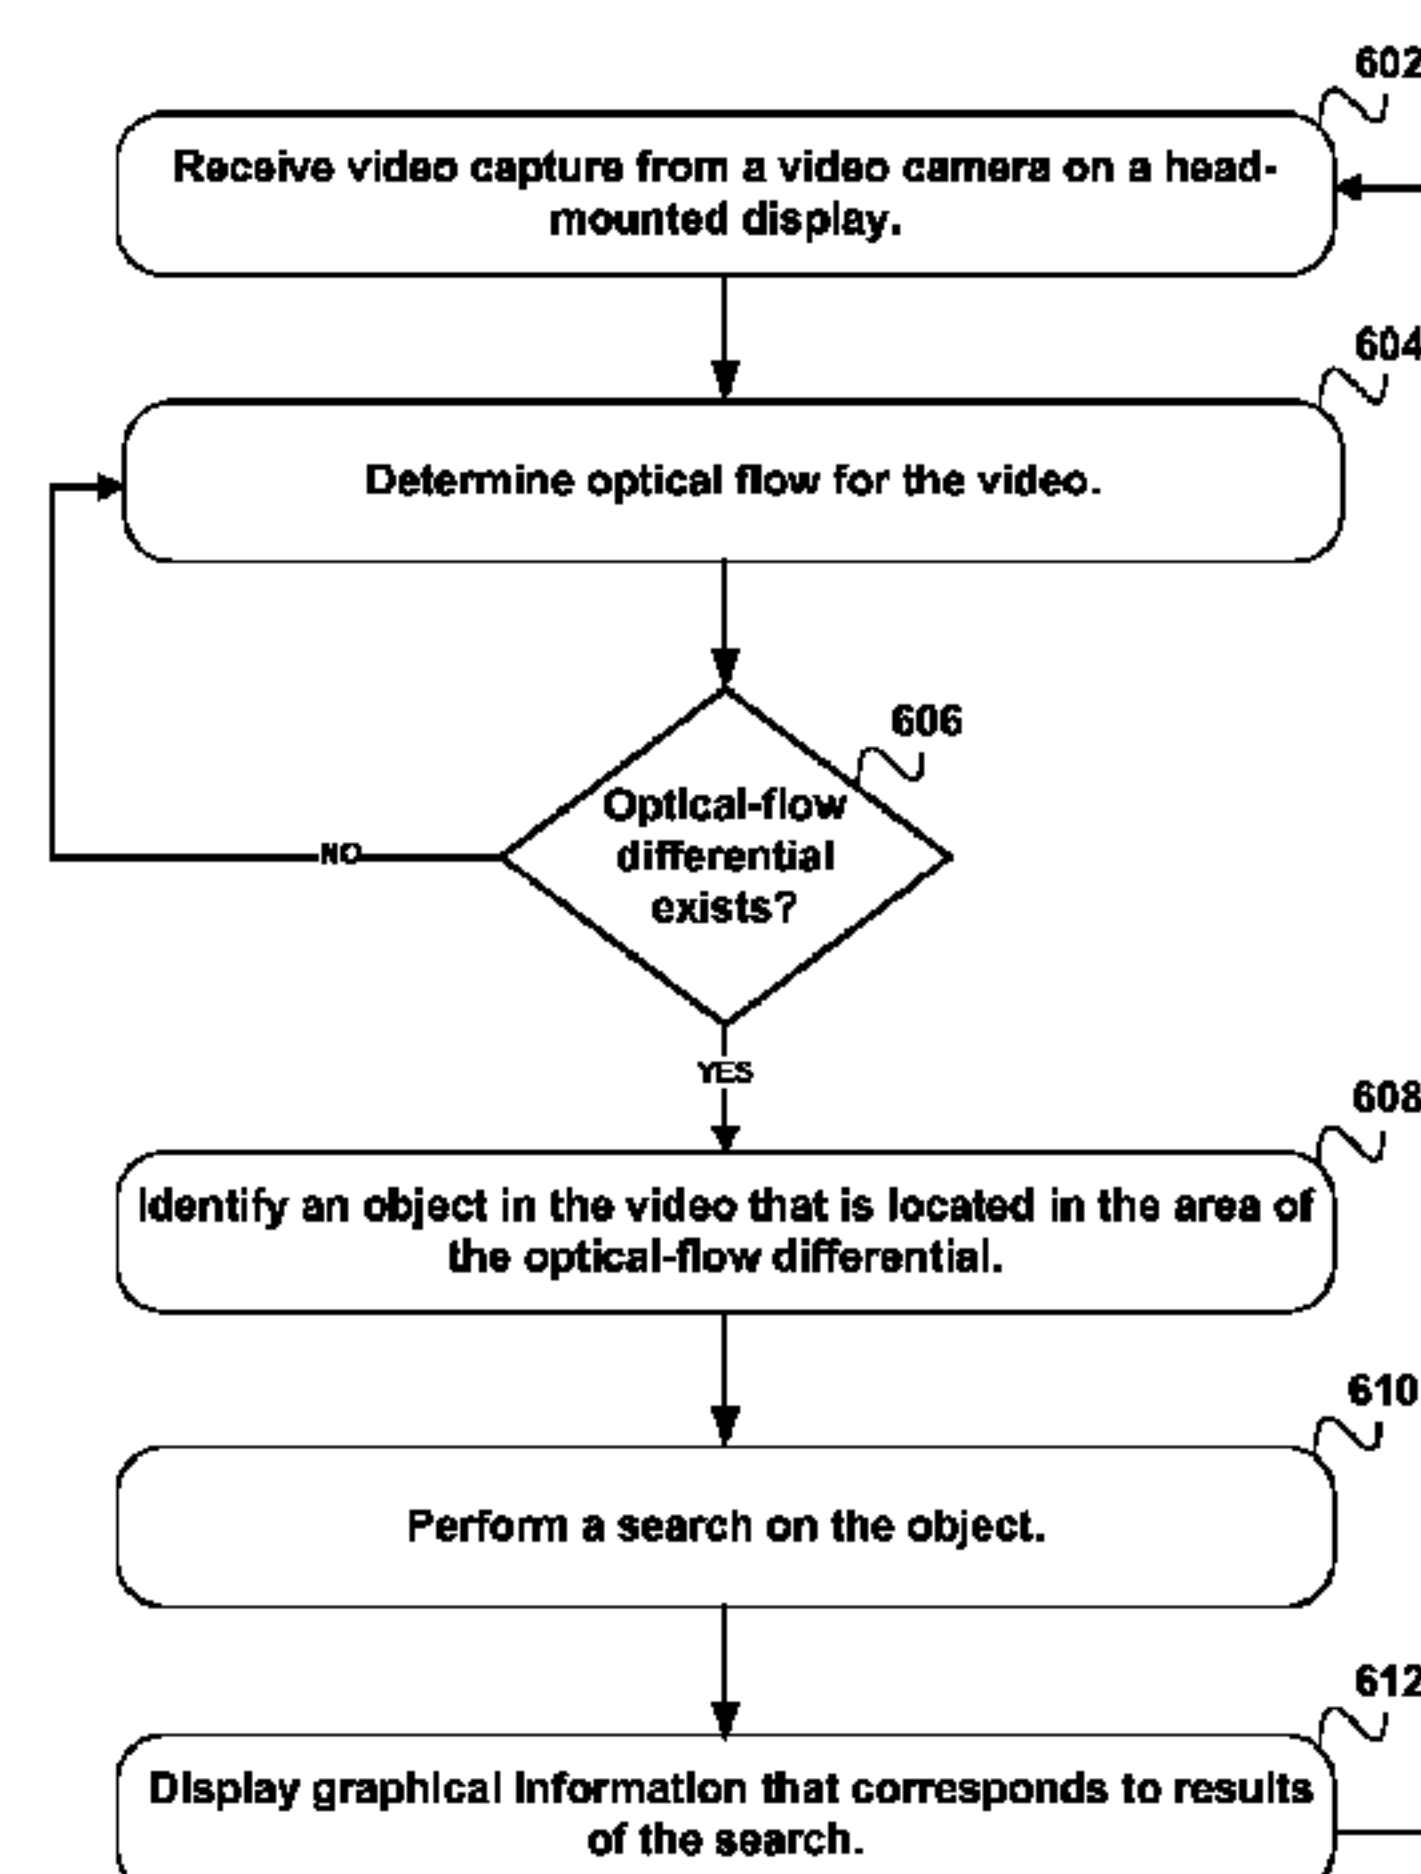 602
Receive video capture from a video camera on a head-
mounted display.
604
Determine optical flow for the video.
606
Optical-flow
differential
exists?
NO
YES
608
Identify an object in the video that is located in the area of
the optical-flow differential.
610
Perform a search on the object.
612
Display graphical information that corresponds to results
of the search.